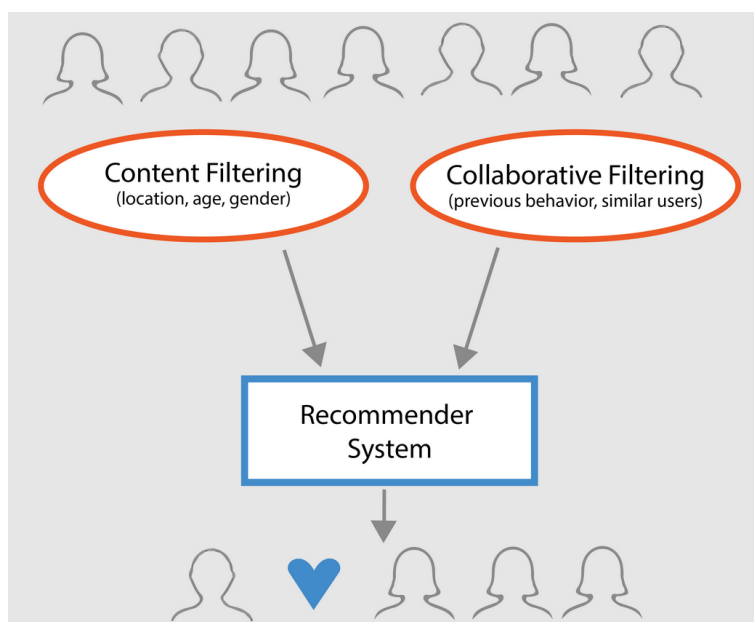 Content Filtering
(location, age, gender)
Collaborative Filtering
(previous behavior, similar users)
Recommender
System